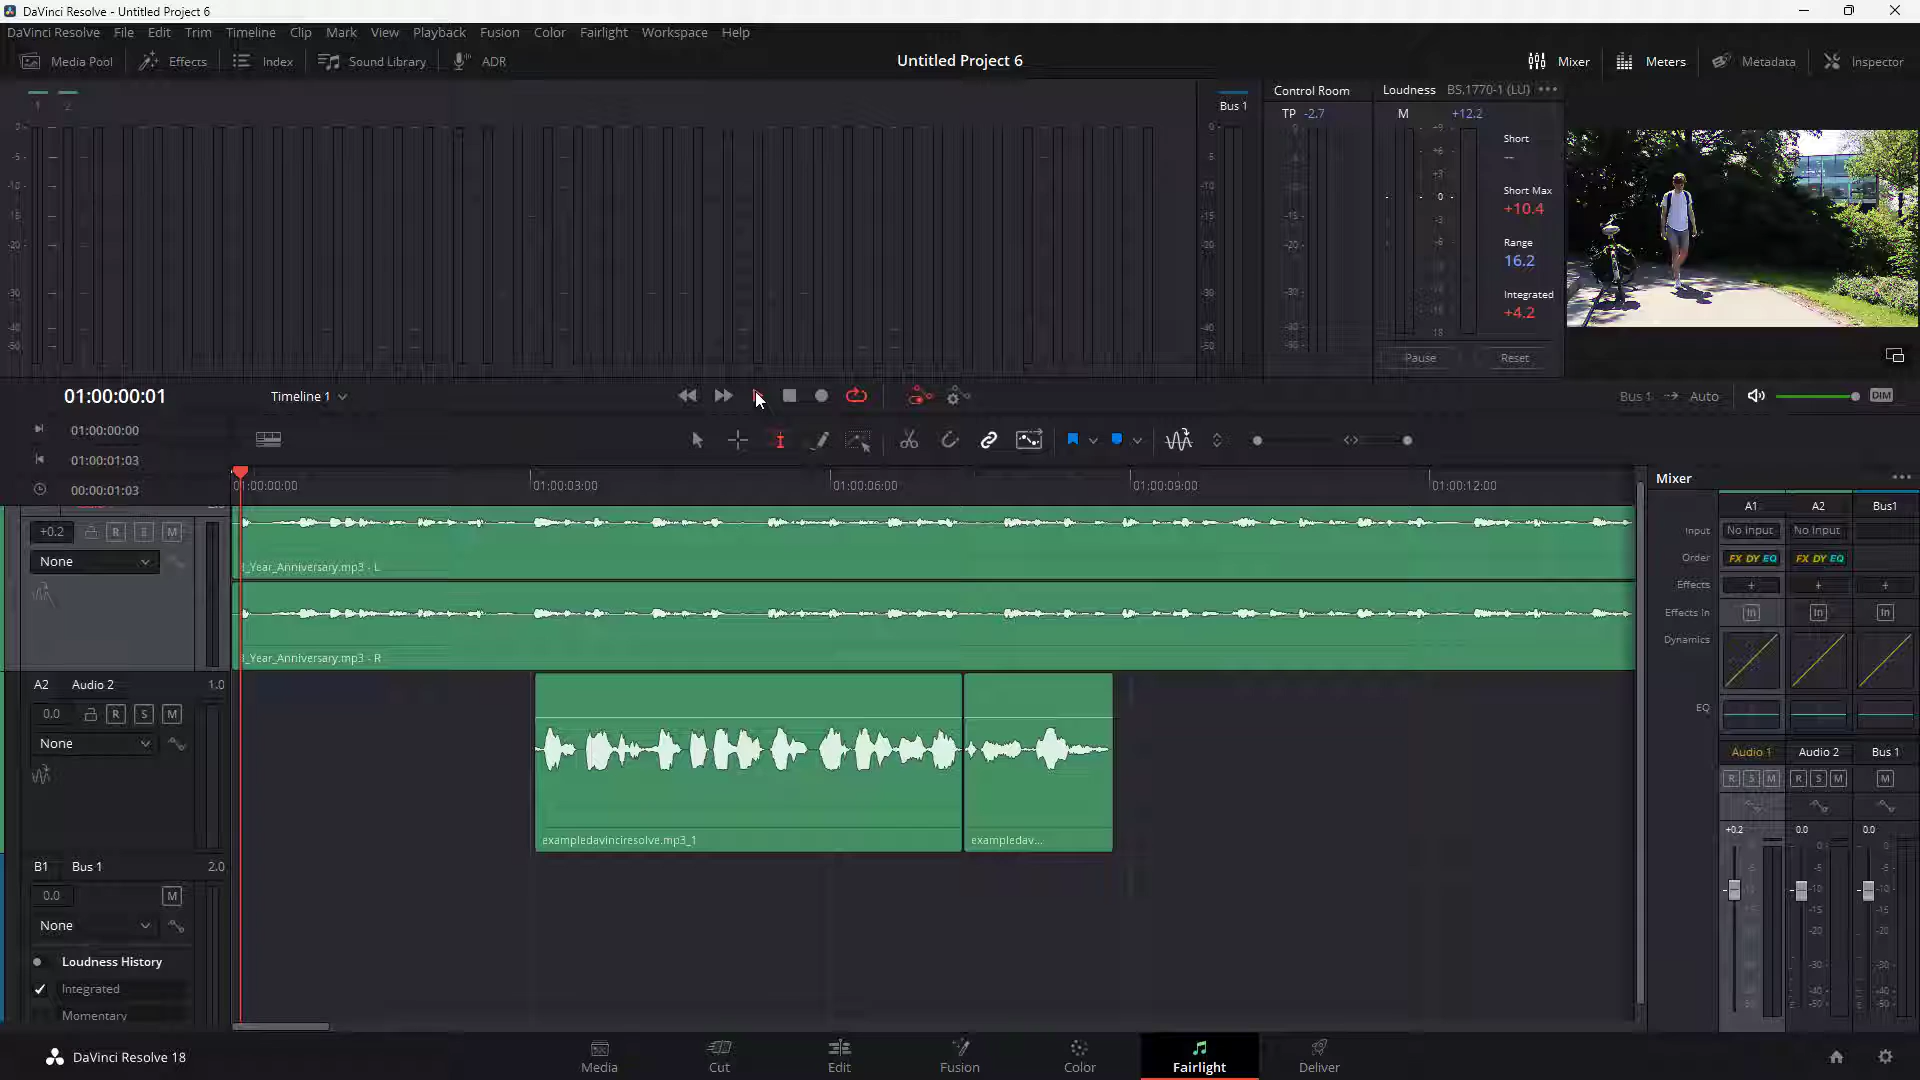 DaVinci Resolve - Untitled Project 6
DaVinci Resolve File Edit Trim Timeline Clip Mark View Playback Fusion Color Fairlight Workspace Help
Media Pool Effects Index Sound Library ADR Untitled Project 6 Mixer Meters Metadata Inspector
1 2
Bus 1
Control Room
TP -2.7
Loudness BS.1770-1 (LU)
M +12.2
Short
--
Short Max
+10.4
Range
16.2
Integrated
+4.2
Pause Reset
01:00:00:01
Timeline 1
Bus 1 Auto DIM
01:00:00:00
01:00:01:03
00:00:01:03
01:00:00:00 01:00:03:00 01:00:06:00 01:00:09:00 01:00:12:00
+0.2 R S M
None
_Year_Anniversary.mp3 - L
_Year_Anniversary.mp3 - R
A2 Audio 2 1.0
0.0 R S M
None
exampledavinciresolve.mp3_1
exampledav...
B1 Bus 1 2.0
0.0 M
None
Loudness History
Integrated
Momentary
Mixer
A1 A2 Bus1
Input No Input No Input
Order FX DY EQ FX DY EQ
Effects + + +
Effects In In In In
Dynamics
EQ
Audio 1 Audio 2 Bus 1
R S M R S M M
+0.2 0.0 0.0
DaVinci Resolve 18
Media Cut Edit Fusion Color Fairlight Deliver